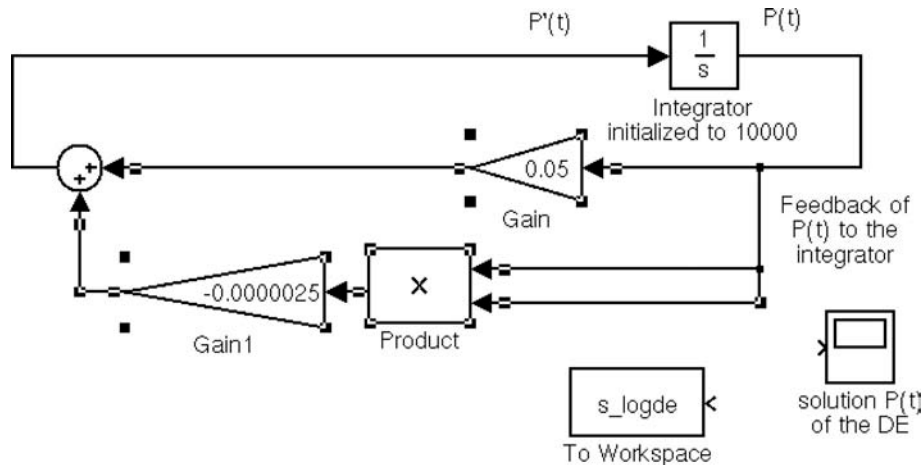 P'(t)
P(t)
1
s
Integrator
initialized to 10000
+
+
0.05
Gain
Feedback of
P(t) to the
integrator
-0.0000025
Gain1
×
Product
s_logde
To Workspace
solution P(t)
of the DE